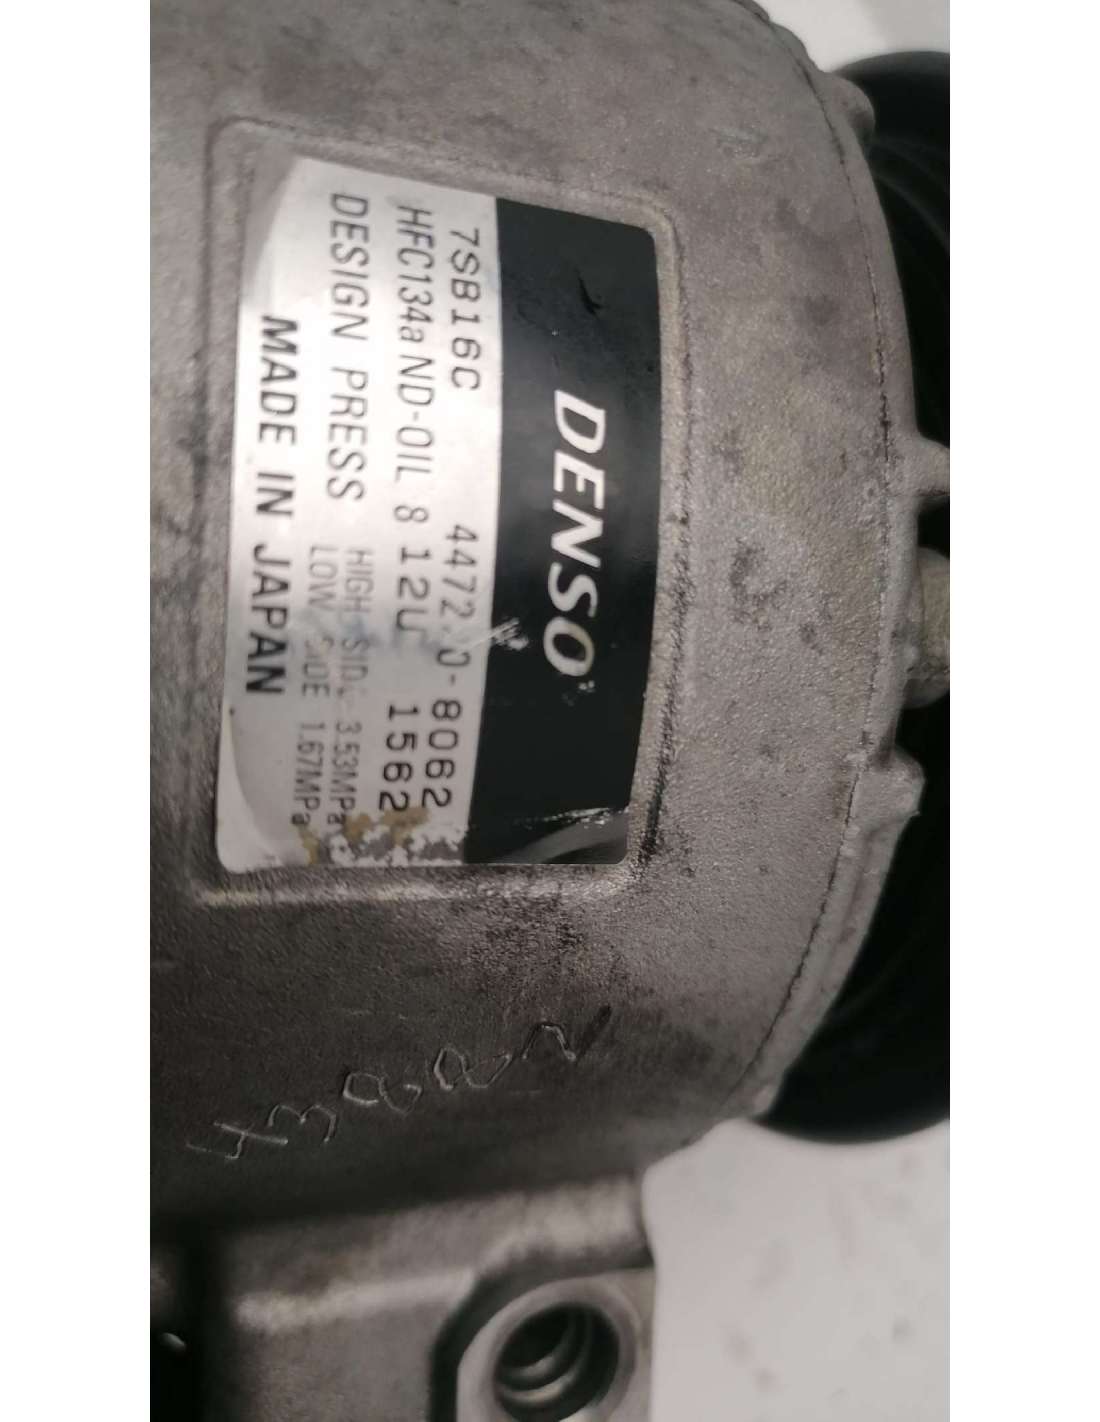 DENSO
7SB16C 4472 0-8062
HFC134a ND-OIL 8 12U 1562
DESIGN PRESS HIGH SIDE 3.53MPa
LOW SIDE 1.67MPa
MADE IN JAPAN